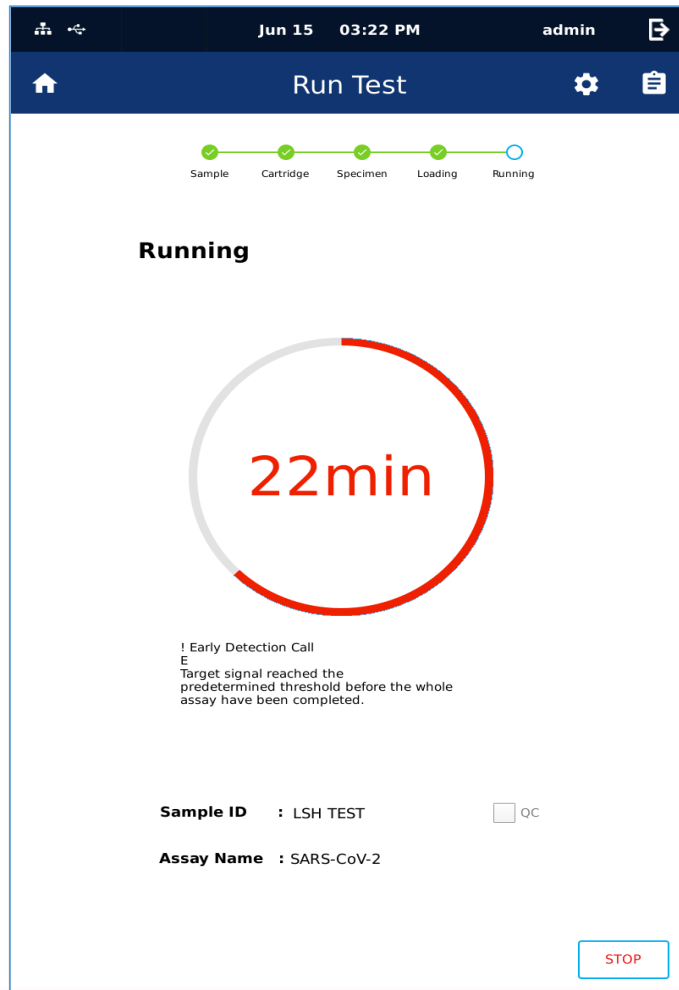 Jun 15 03:22 PM admin
Run Test
Sample Cartridge Specimen Loading Running
Running
22min
! Early Detection Call
E
Target signal reached the
predetermined threshold before the whole
assay have been completed.
Sample ID : LSH TEST QC
Assay Name : SARS-CoV-2
STOP